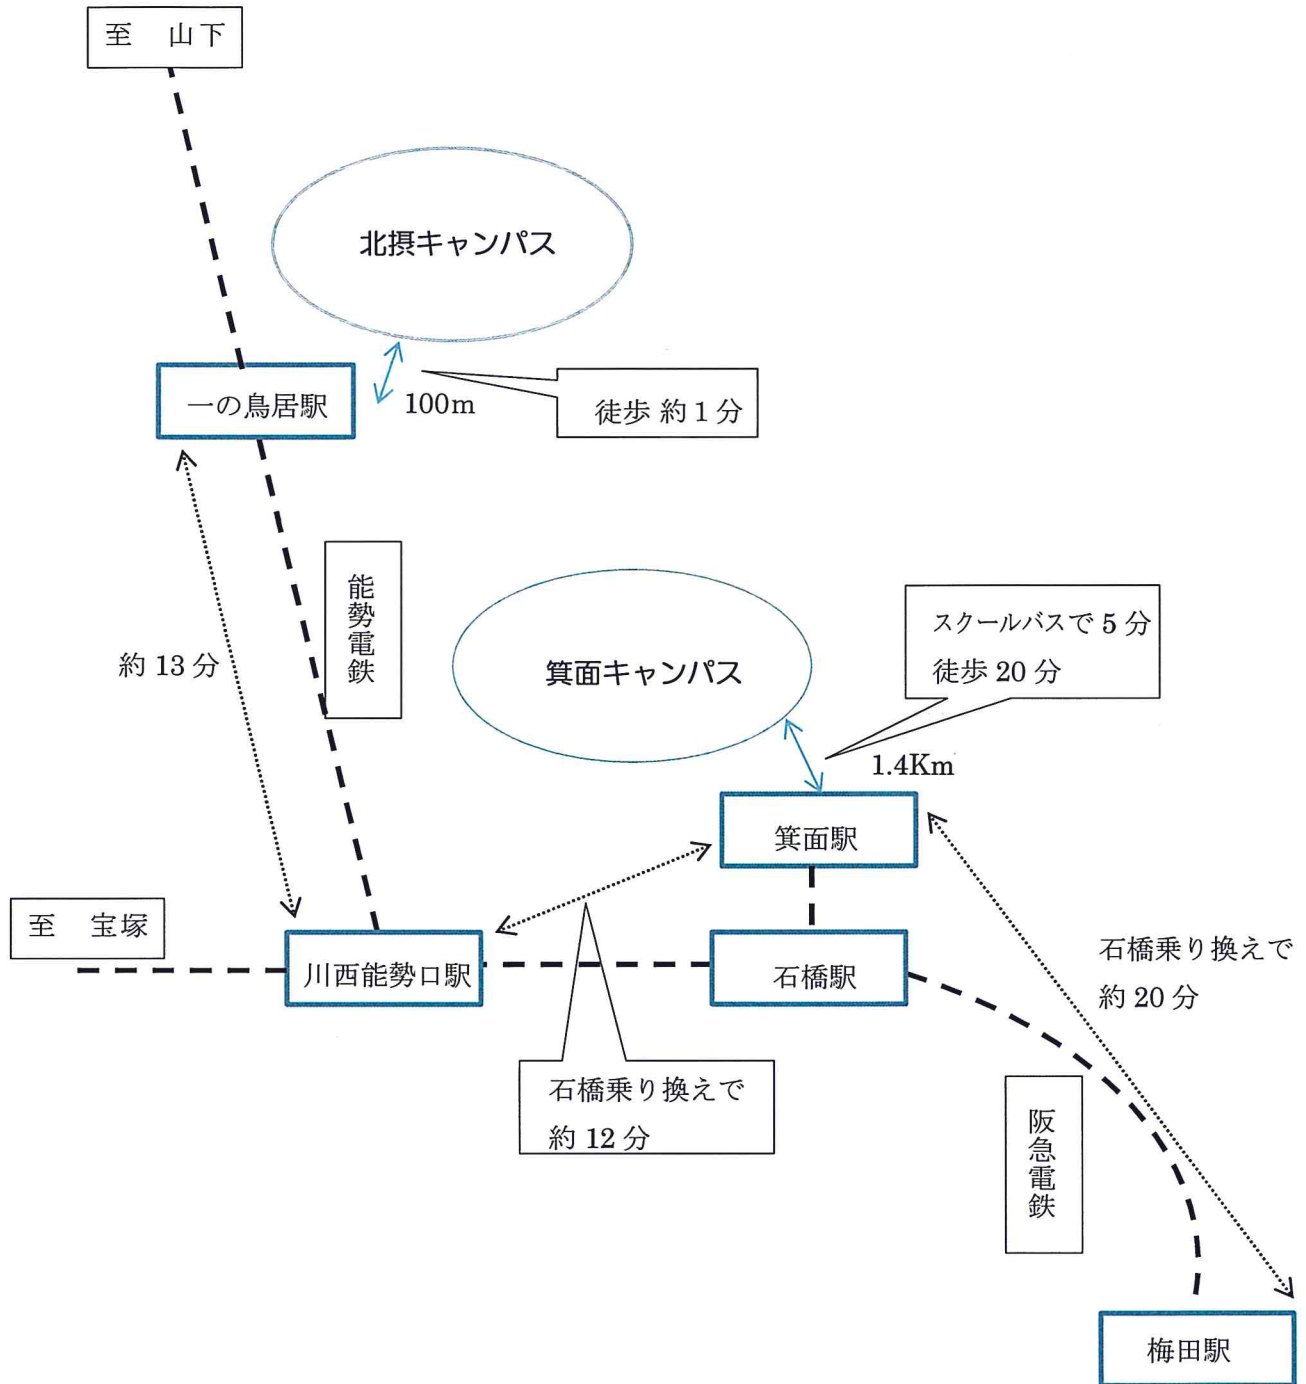 至　山下
北摂キャンパス
一の鳥居駅
100m
徒歩 約 1 分
能勢電鉄
約 13 分
箕面キャンパス
スクールバスで 5 分
徒歩 20 分
1.4Km
箕面駅
至　宝塚
川西能勢口駅
石橋駅
石橋乗り換えで
約 20 分
石橋乗り換えで
約 12 分
阪急電鉄
梅田駅